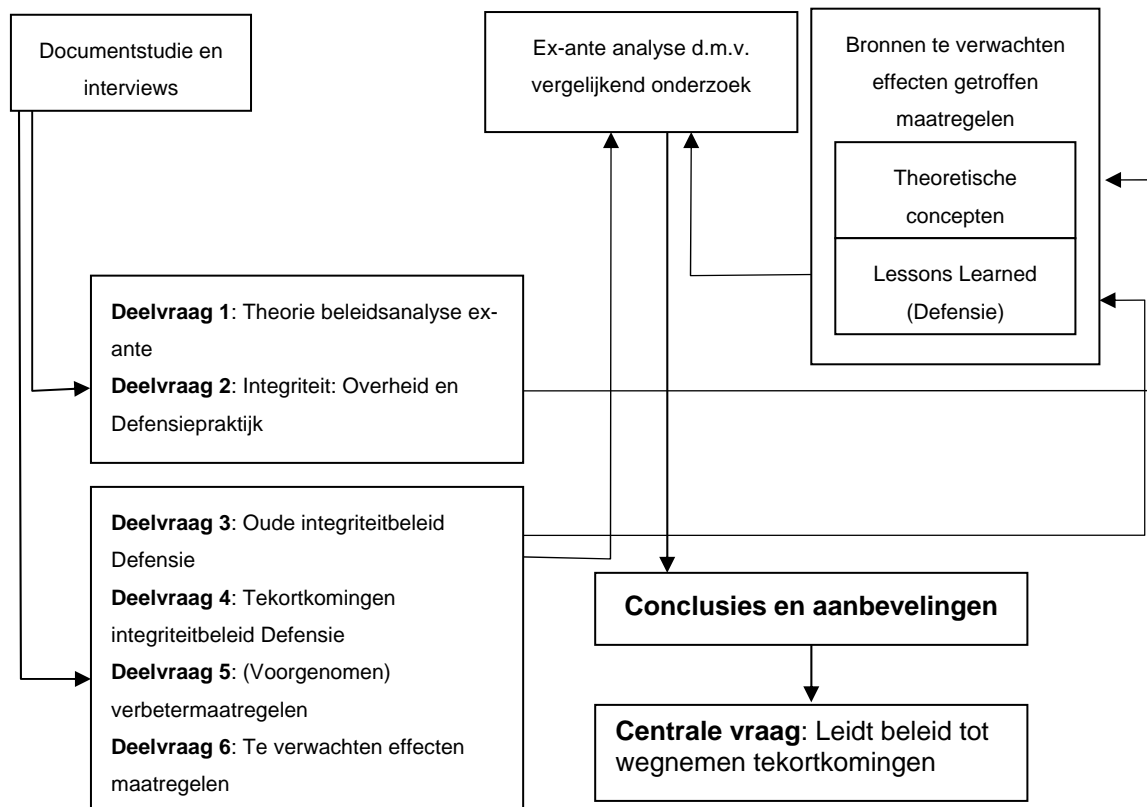 Documentstudie en
interviews
Ex-ante analyse d.m.v.
vergelijkend onderzoek
Bronnen te verwachten
effecten getroffen
maatregelen
Theoretische
concepten
Lessons Learned
(Defensie)
Deelvraag 1: Theorie beleidsanalyse ex-
ante
Deelvraag 2: Integriteit: Overheid en
Defensiepraktijk
Deelvraag 3: Oude integriteitbeleid
Defensie
Deelvraag 4: Tekortkomingen
integriteitbeleid Defensie
Deelvraag 5: (Voorgenomen)
verbetermaatregelen
Deelvraag 6: Te verwachten effecten
maatregelen
Conclusies en aanbevelingen
Centrale vraag: Leidt beleid tot
wegnemen tekortkomingen